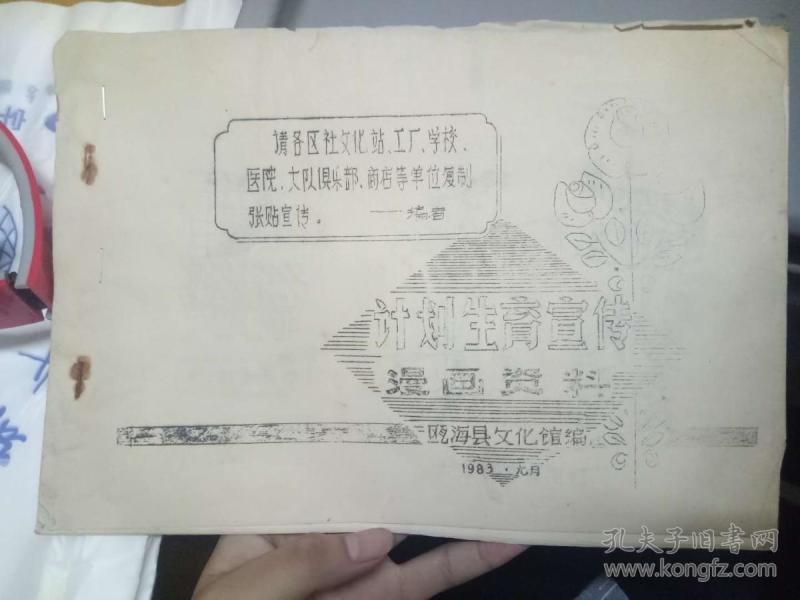 请各区社文化站、工厂、学校、
医院、大队俱乐部、商店等单位复制
张贴宣传。 ——编者
计划生育宣传
漫画资料
瓯海县文化馆编
1983.元月
孔夫子旧书网
www.kongfz.com